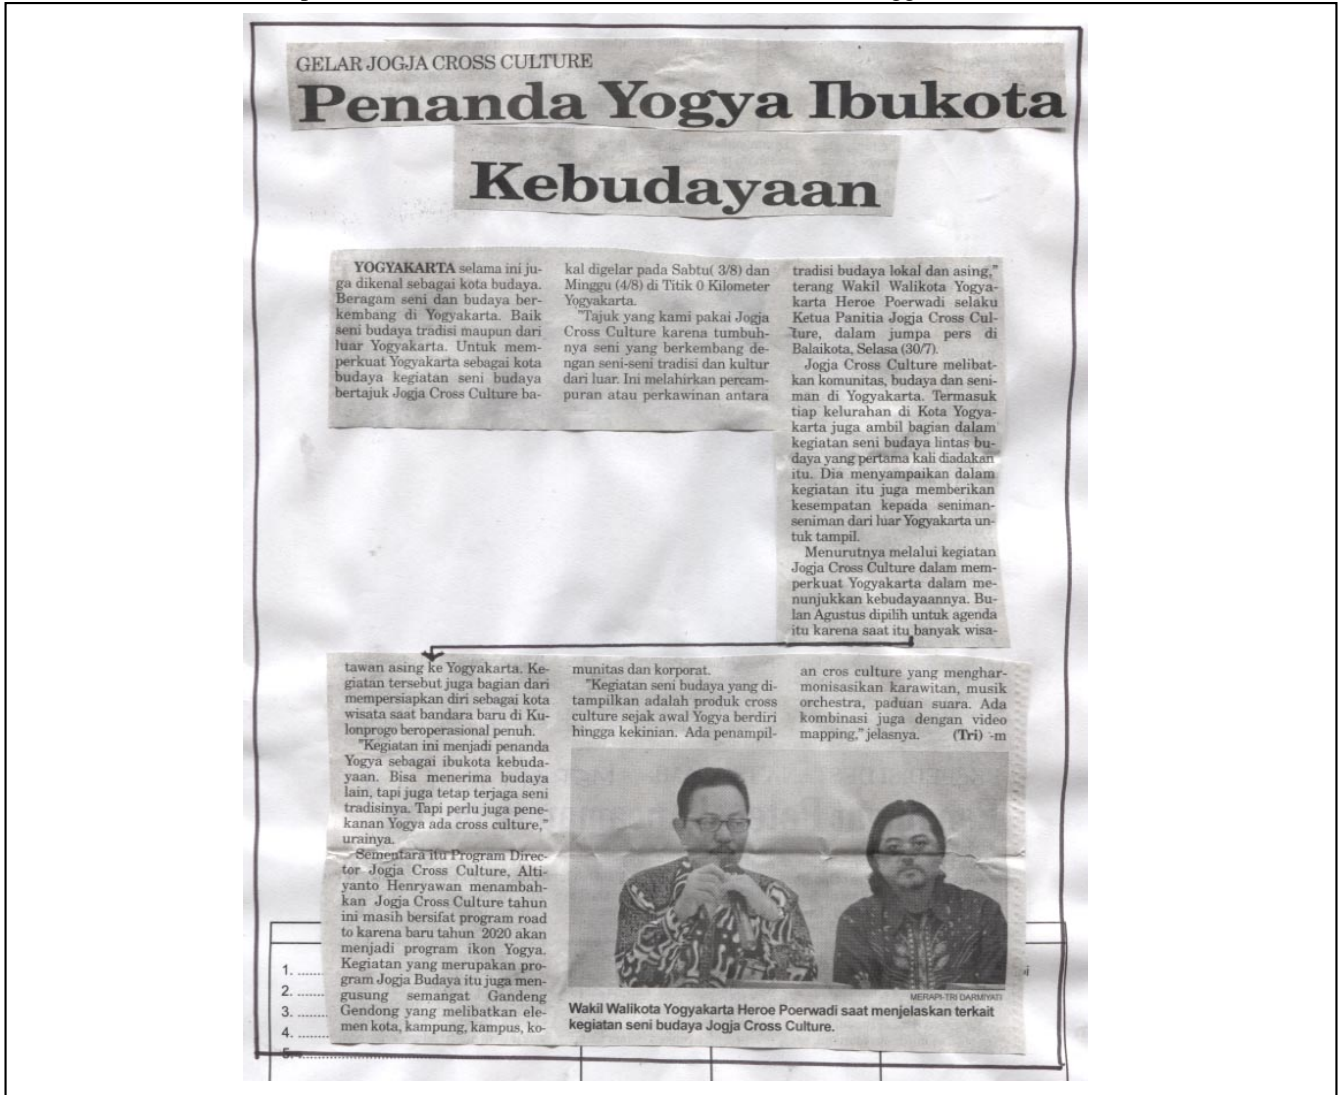 GELAR JOGJA CROSS CULTURE
Penanda Yogya Ibukota
Kebudayaan
YOGYAKARTA selama ini ju-
ga dikenal sebagai kota budaya.
Beragam seni dan budaya ber-
kembang di Yogyakarta. Baik
seni budaya tradisi maupun dari
luar Yogyakarta. Untuk mem-
perkuat Yogyakarta sebagai kota
budaya kegiatan seni budaya
bertajuk Jogja Cross Culture ba-
kal digelar pada Sabtu( 3/8) dan
Minggu (4/8) di Titik 0 Kilometer
Yogyakarta.
"Tajuk yang kami pakai Jogja
Cross Culture karena tumbuh-
nya seni yang berkembang de-
ngan seni-seni tradisi dan kultur
dari luar. Ini melahirkan percam-
puran atau perkawinan antara
tradisi budaya lokal dan asing,"
terang Wakil Walikota Yogya-
karta Heroe Poerwadi selaku
Ketua Panitia Jogja Cross Cul-
ture, dalam jumpa pers di
Balaikota, Selasa (30/7).
Jogja Cross Culture melibat-
kan komunitas, budaya dan seni-
man di Yogyakarta. Termasuk
tiap kelurahan di Kota Yogya-
karta juga ambil bagian dalam
kegiatan seni budaya lintas bu-
daya yang pertama kali diadakan
itu. Dia menyampaikan dalam
kegiatan itu juga memberikan
kesempatan kepada seniman-
seniman dari luar Yogyakarta un-
tuk tampil.
Menurutnya melalui kegiatan
Jogja Cross Culture dalam mem-
perkuat Yogyakarta dalam me-
nunjukkan kebudayaannya. Bu-
lan Agustus dipilih untuk agenda
itu karena saat itu banyak wisa-
tawan asing ke Yogyakarta. Ke-
giatan tersebut juga bagian dari
mempersiapkan diri sebagai kota
wisata saat bandara baru di Ku-
lonprogo beroperasional penuh.
"Kegiatan ini menjadi penanda
Yogya sebagai ibukota kebuda-
yaan. Bisa menerima budaya
lain, tapi juga tetap terjaga seni
tradisinya. Tapi perlu juga pene-
kanan Yogya ada cross culture,"
urainya.
Sementara itu Program Direc-
tor Jogja Cross Culture, Alti-
yanto Henryawan menambah-
kan Jogja Cross Culture tahun
ini masih bersifat program road
to karena baru tahun 2020 akan
menjadi program ikon Yogya.
Kegiatan yang merupakan pro-
gram Jogja Budaya itu juga men-
gusung semangat Gandeng
Gendong yang melibatkan ele-
men kota, kampung, kampus, ko-
munitas dan korporat.
"Kegiatan seni budaya yang di-
tampilkan adalah produk cross
culture sejak awal Yogya berdiri
hingga kekinian. Ada penampil-
an cros culture yang menghar-
monisasikan karawitan, musik
orchestra, paduan suara. Ada
kombinasi juga dengan video
mapping," jelasnya. (Tri) -m
MERAPI-TRI DARMIYATI
Wakil Walikota Yogyakarta Heroe Poerwadi saat menjelaskan terkait
kegiatan seni budaya Jogja Cross Culture.
1. ........
2. ........
3. ........
4. ........
5. ........